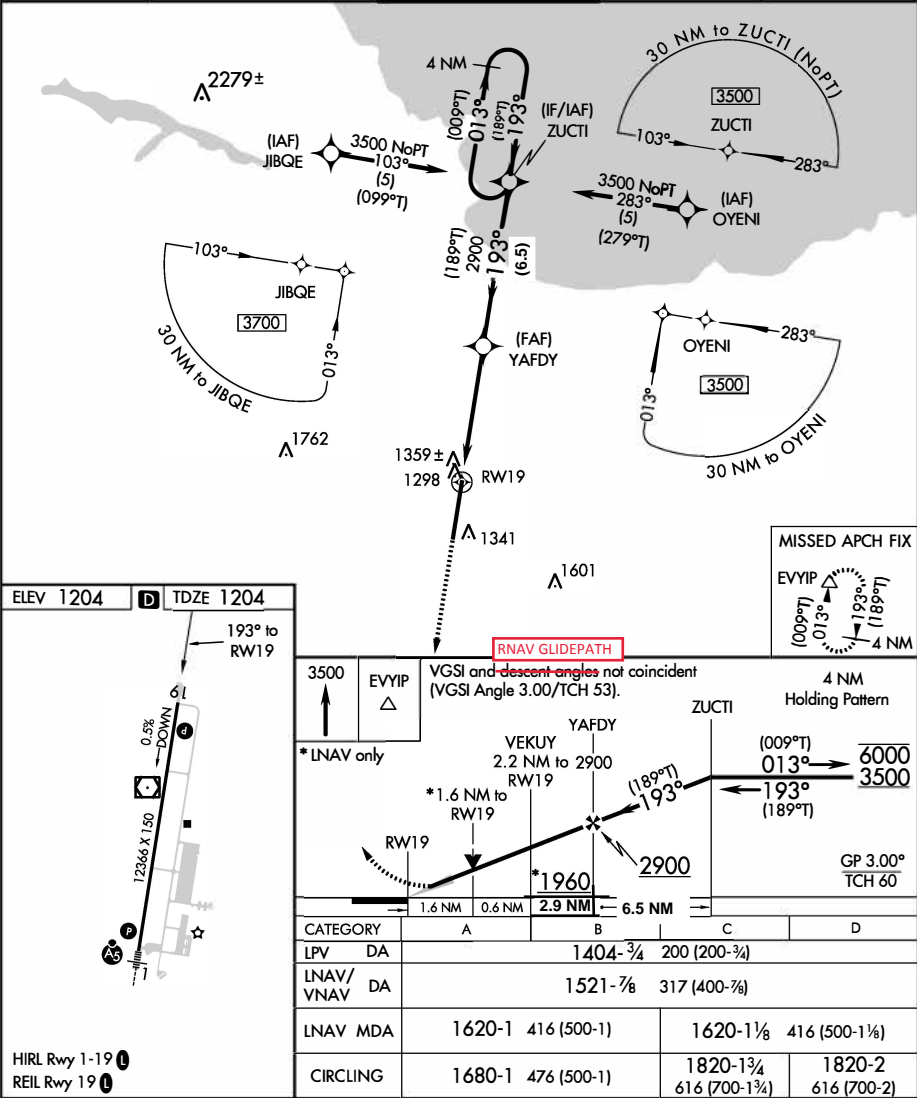 2279±
4 NM
(009°T)
013°
(189°T)
193°
(IF/IAF)
ZUCTI
30 NM to ZUCTI (NoPT)
3500
ZUCTI
103°
283°
(IAF)
JIBQE
3500 NoPT
103°
(5)
(099°T)
3500 NoPT
283°
(5)
(279°T)
(IAF)
OYENI
(189°T)
2900
193°
(6.5)
103°
JIBQE
3700
013°
30 NM to JIBQE
(FAF)
YAFDY
OYENI
283°
3500
013°
30 NM to OYENI
1762
1359±
1298
RW19
1341
1601
MISSED APCH FIX
EVYIP
(009°T)
013°
193°
(189°T)
4 NM
ELEV 1204
D
TDZE 1204
193° to
RW19
19
0.5%
DOWN
P
12366 X 150
P
A5
1
HIRL Rwy 1-19 L
REIL Rwy 19 L
RNAV GLIDEPATH
3500
EVYIP
VGSI and descent angles not coincident
(VGSI Angle 3.00/TCH 53).
4 NM
Holding Pattern
* LNAV only
ZUCTI
YAFDY
VEKUY
2.2 NM to
RW19
2900
*1.6 NM to
RW19
RW19
(189°T)
193°
(009°T)
013°
193°
(189°T)
6000
3500
2900
*1960
GP 3.00°
TCH 60
1.6 NM
0.6 NM
2.9 NM
6.5 NM
CATEGORY A B C D
LPV DA 1404-¾ 200 (200-¾)
LNAV/
VNAV DA 1521-⅞ 317 (400-⅞)
LNAV MDA 1620-1 416 (500-1) 1620-1⅛ 416 (500-1⅛)
CIRCLING 1680-1 476 (500-1) 1820-1¾ 616 (700-1¾) 1820-2 616 (700-2)